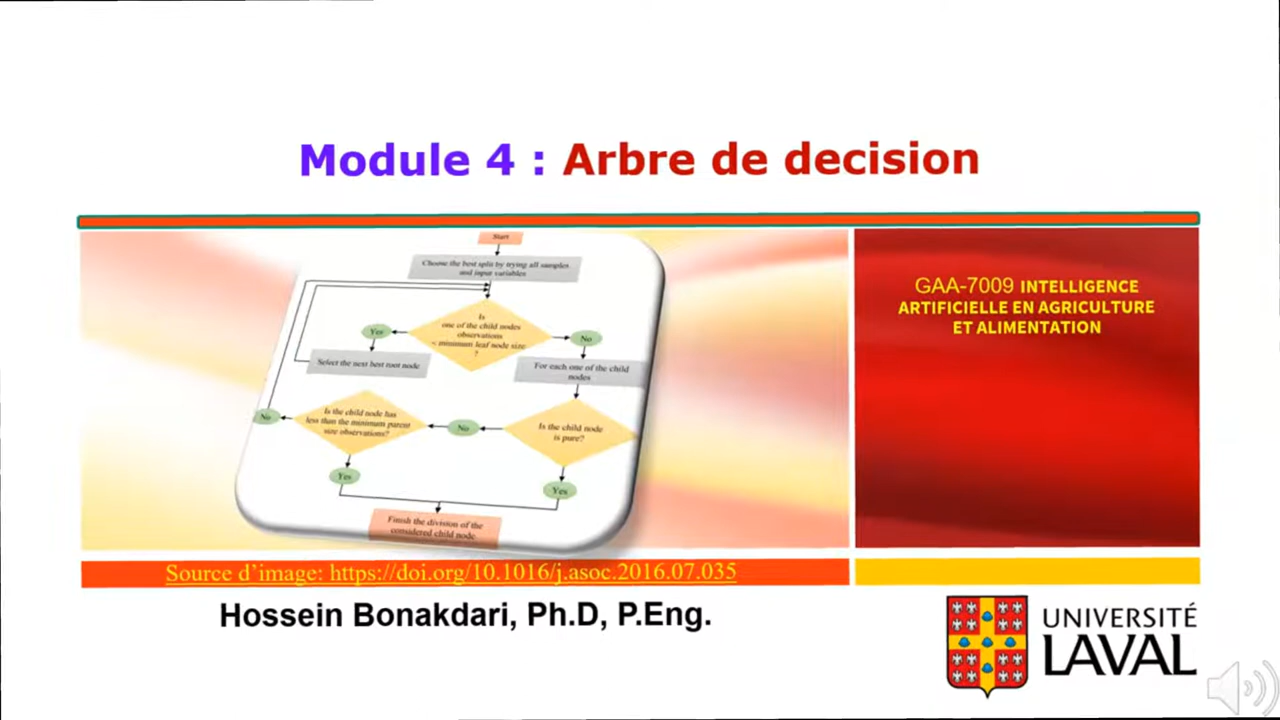 Module 4 : Arbre de decision
Start
Choose the best split by trying all samples
and input variables
Is
one of the child nodes
observations
< minimum leaf node size
?
Yes
No
Select the next best root node
For each one of the child
nodes
Is the child node has
less than the minimum parent
size observations?
No
No
Is the child node
is pure?
Yes
Yes
Finish the division of the
considered child node.
GAA-7009 INTELLIGENCE
ARTIFICIELLE EN AGRICULTURE
ET ALIMENTATION
Source d'image: https://doi.org/10.1016/j.asoc.2016.07.035
Hossein Bonakdari, Ph.D, P.Eng.
UNIVERSITÉ
LAVAL